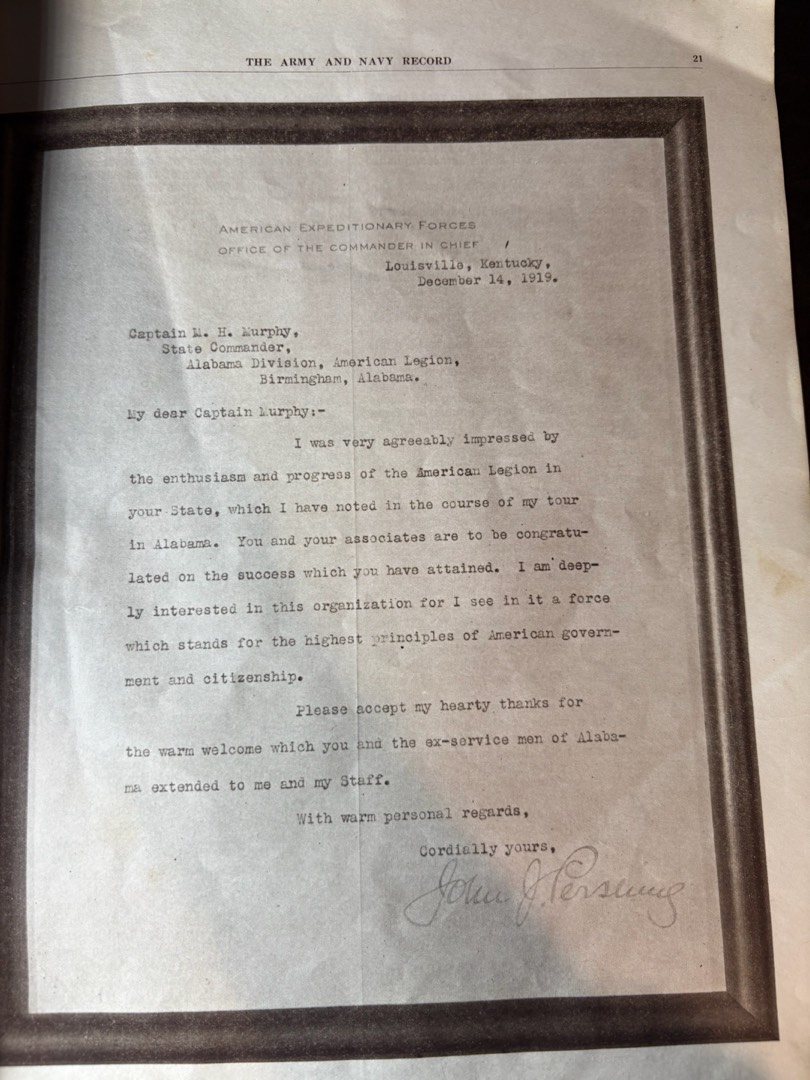 THE ARMY AND NAVY RECORD 21
AMERICAN EXPEDITIONARY FORCES
OFFICE OF THE COMMANDER IN CHIEF
Louisville, Kentucky,
December 14, 1919.
Captain M. H. Murphy,
State Commander,
Alabama Division, American Legion,
Birmingham, Alabama.
My dear Captain Murphy:-
I was very agreeably impressed by
the enthusiasm and progress of the American Legion in
your State, which I have noted in the course of my tour
in Alabama. You and your associates are to be congratu-
lated on the success which you have attained. I am deep-
ly interested in this organization for I see in it a force
which stands for the highest principles of American govern-
ment and citizenship.
Please accept my hearty thanks for
the warm welcome which you and the ex-service men of Alaba-
ma extended to me and my Staff.
With warm personal regards,
Cordially yours,
John J. Pershing